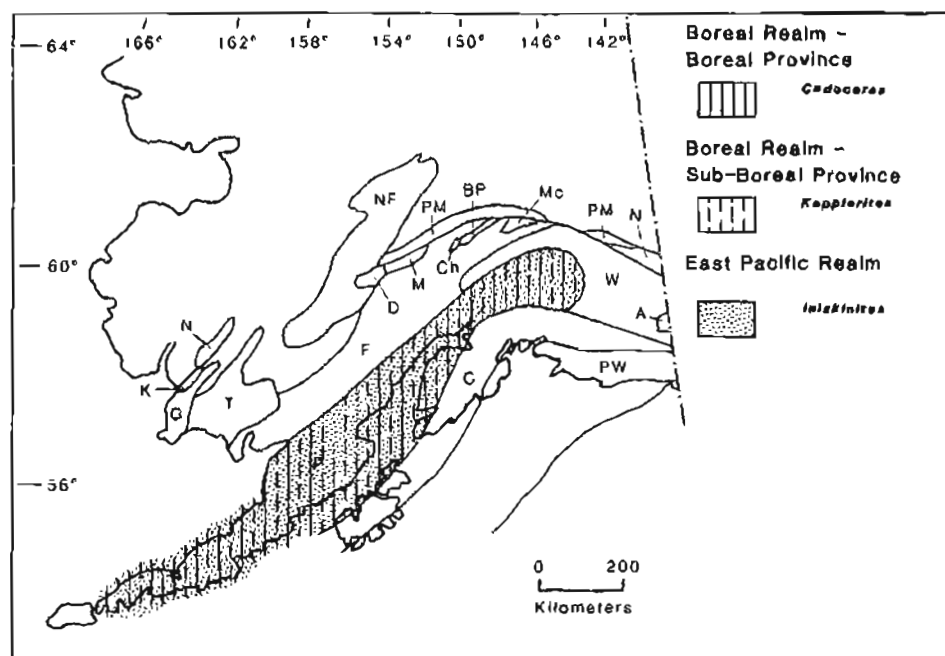 166° 162° 158° 154° 150° 146° 142°
64°
60°
56°
Boreal Realm –
Boreal Province
Cadoceras
Boreal Realm –
Sub-Boreal Province
Kepplerites
East Pacific Realm
Iniskinites
NF
PM
BP
Mc
PM
N
Ch
M
D
W
A
F
N
K
G
T
C
PW
P
0 200
Kilometers